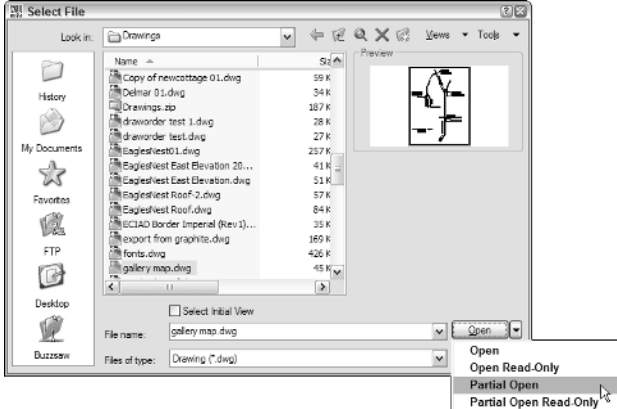 Select File
Look in: Drawings Views Tools
Preview
Name Siz
Copy of newcottage 01.dwg 59 K
Delmar 01.dwg 34 K
Drawings.zip 187 K
draworder test 1.dwg 28 K
draworder test.dwg 27 K
EaglesNest01.dwg 257 K
EaglesNest East Elevation 20... 41 K
EaglesNest East Elevation.dwg 51 K
EaglesNest Roof-2.dwg 57 K
EaglesNest Roof.dwg 84 K
ECIAD Border Imperial (Rev1)... 35 K
export from graphite.dwg 169 K
fonts.dwg 426 K
gallery map.dwg 45 K
History
My Documents
Favorites
FTP
Desktop
Buzzsaw
Select Initial View
File name: gallery map.dwg Open
Files of type: Drawing (*.dwg)
Open
Open Read-Only
Partial Open
Partial Open Read-Only